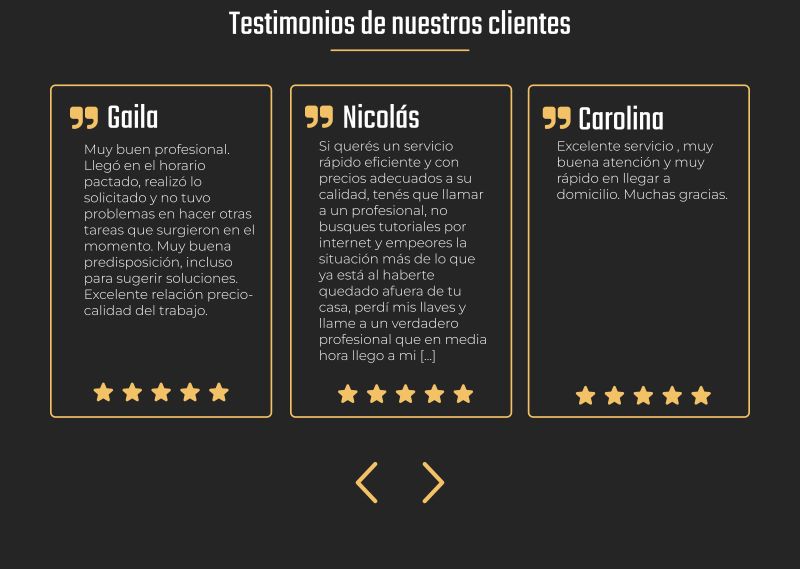 Testimonios de nuestros clientes
Gaila
Muy buen profesional.
Llegó en el horario
pactado, realizó lo
solicitado y no tuvo
problemas en hacer otras
tareas que surgieron en el
momento. Muy buena
predisposición, incluso
para sugerir soluciones.
Excelente relación precio-
calidad del trabajo.
Nicolás
Si querés un servicio
rápido eficiente y con
precios adecuados a su
calidad, tenés que llamar
a un profesional, no
busques tutoriales por
internet y empeores la
situación más de lo que
ya está al haberte
quedado afuera de tu
casa, perdí mis llaves y
llame a un verdadero
profesional que en media
hora llego a mi [...]
Carolina
Excelente servicio , muy
buena atención y muy
rápido en llegar a
domicilio. Muchas gracias.